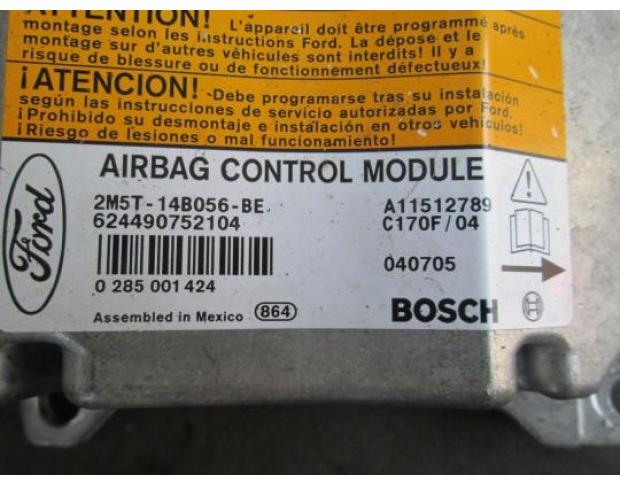 ATTENTION! L'appareil doit être programmé après
montage selon les instructions Ford. La dépose et le
montage sur d'autres véhicules sont interdits! Il y a
risque de blessure ou de fonctionnement défectueux!
¡ATENCION! Debe programarse tras su instalación
según las instrucciones de servicio autorizadas por Ford.
¡Prohibido su desmontaje e instalación en otros vehículos!
¡Riesgo de lesiones o mal funcionamiento!
AIRBAG CONTROL MODULE
2M5T-14B056-BE A11512789
624490752104 C170F/04
Ford
040705
0 285 001 424
Assembled in Mexico 864 BOSCH